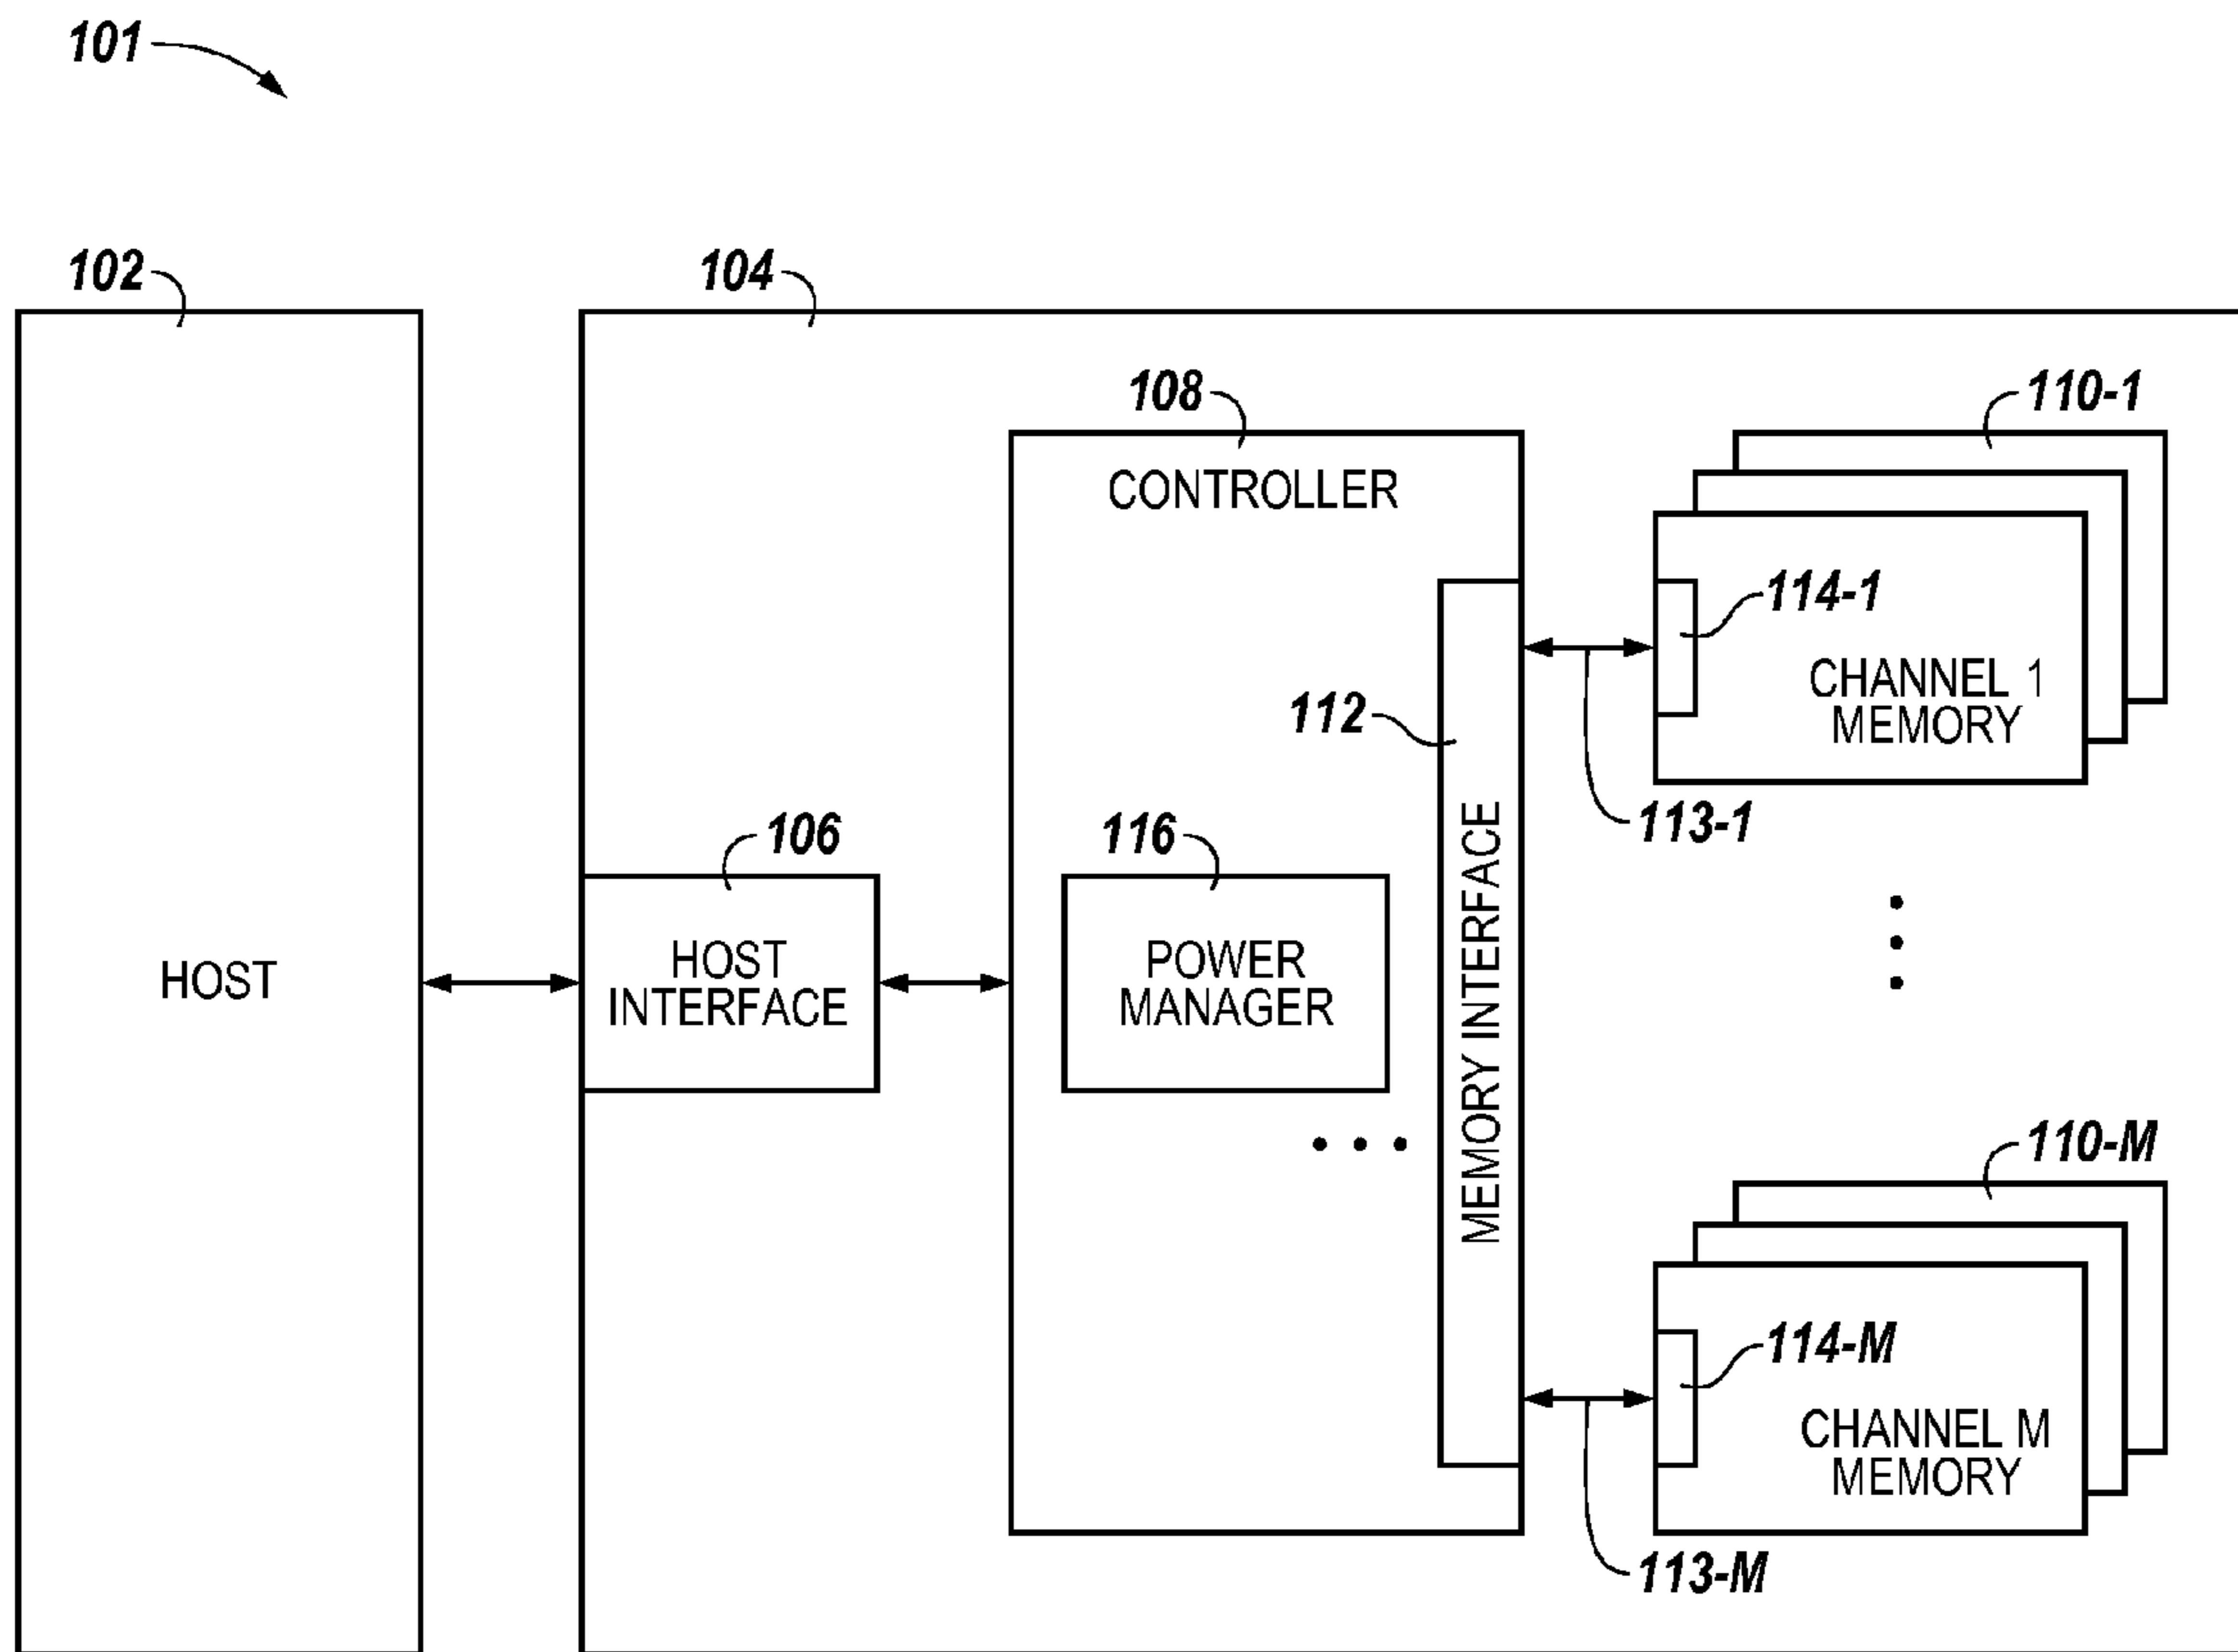 101
102
104
108
110-1
CONTROLLER
114-1
CHANNEL 1
MEMORY
112
113-1
106
116
MEMORY INTERFACE
HOST
HOST
INTERFACE
POWER
MANAGER
110-M
114-M
CHANNEL M
MEMORY
113-M